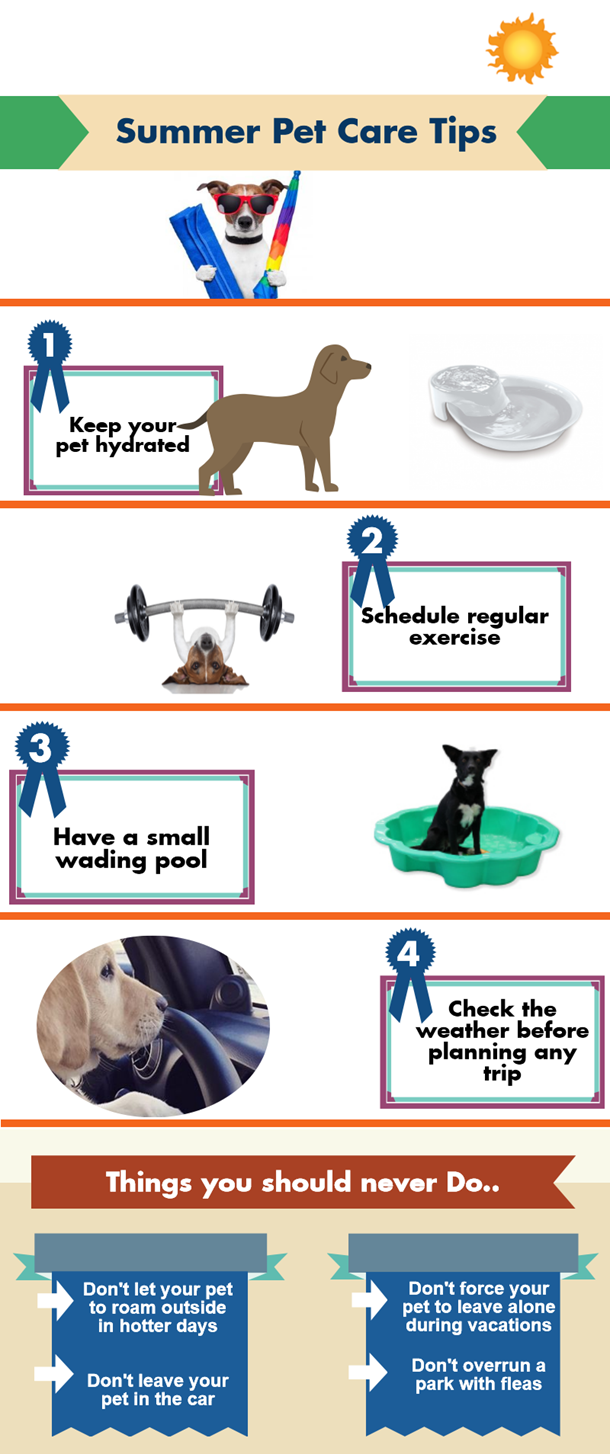 Summer Pet Care Tips
1
Keep your
pet hydrated
2
Schedule regular
exercise
3
Have a small
wading pool
4
Check the
weather before
planning any
trip
Things you should never Do..
Don't let your pet
to roam outside
in hotter days
Don't leave your
pet in the car
Don't force your
pet to leave alone
during vacations
Don't overrun a
park with fleas